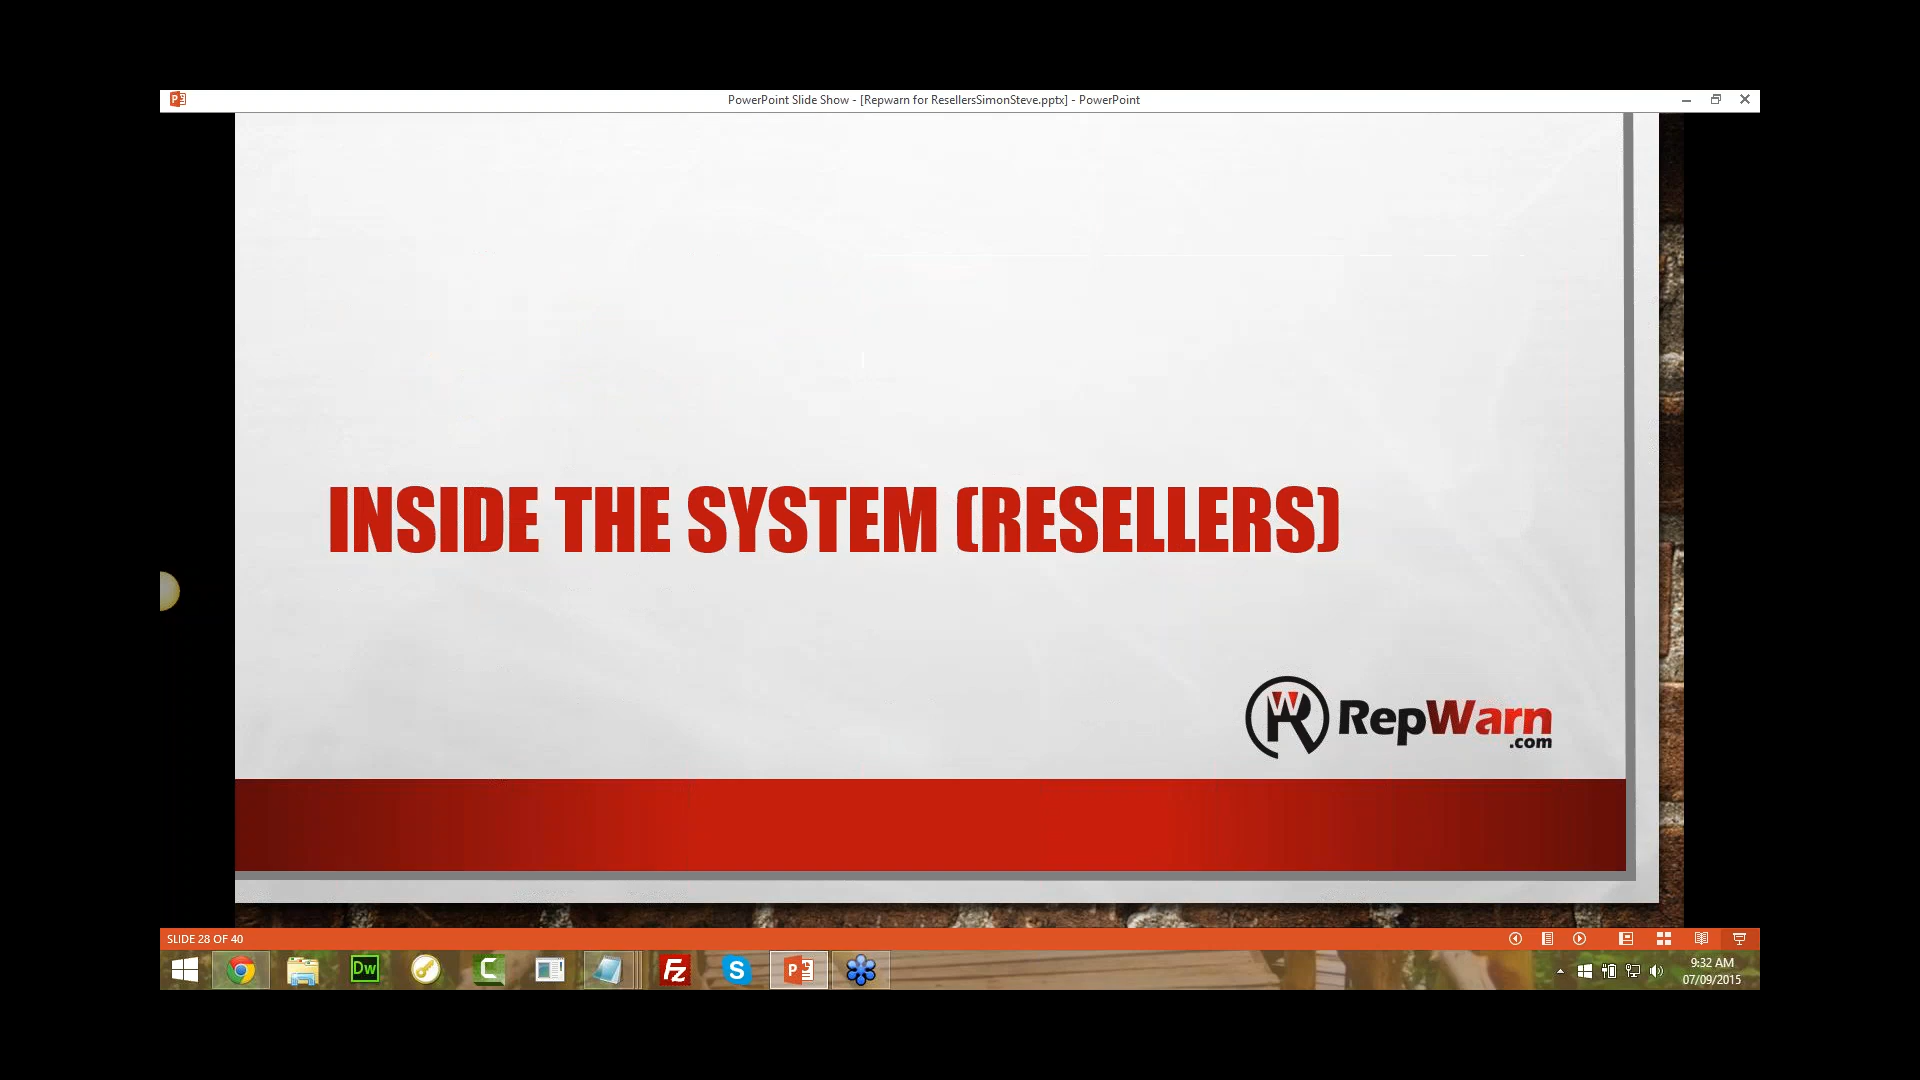 PowerPoint Slide Show - [Repwarn for ResellersSimonSteve.pptx] - PowerPoint
INSIDE THE SYSTEM (RESELLERS)
RepWarn
.com
SLIDE 28 OF 40
Dw
9:32 AM
07/09/2015